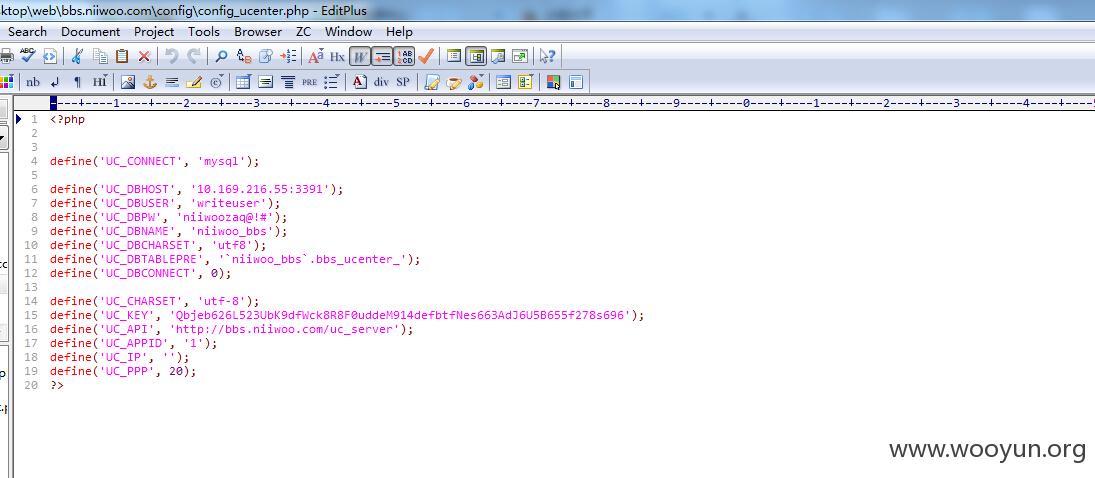 ktop\web\bbs.niiwoo.com\config\config_ucenter.php - EditPlus
Search Document Project Tools Browser ZC Window Help
nb HI PRE A div SP
----+----1----+----2----+----3----+----4----+----5----+----6----+----7----+----8----+----9----+----0----+----1----+----2----+----3----+----4----+----5
1 <?php
2
3
4 define('UC_CONNECT', 'mysql');
5
6 define('UC_DBHOST', '10.169.216.55:3391');
7 define('UC_DBUSER', 'writeuser');
8 define('UC_DBPW', 'niiwoozaq@!#');
9 define('UC_DBNAME', 'niiwoo_bbs');
10 define('UC_DBCHARSET', 'utf8');
11 define('UC_DBTABLEPRE', '`niiwoo_bbs`.bbs_ucenter_');
12 define('UC_DBCONNECT', 0);
13
14 define('UC_CHARSET', 'utf-8');
15 define('UC_KEY', 'Qbjeb626L523UbK9dfWck8R8F0uddeM914defbtfNes663AdJ6U5B655f278s696');
16 define('UC_API', 'http://bbs.niiwoo.com/uc_server');
17 define('UC_APPID', '1');
18 define('UC_IP', '');
19 define('UC_PPP', 20);
20 ?>
www.wooyun.org